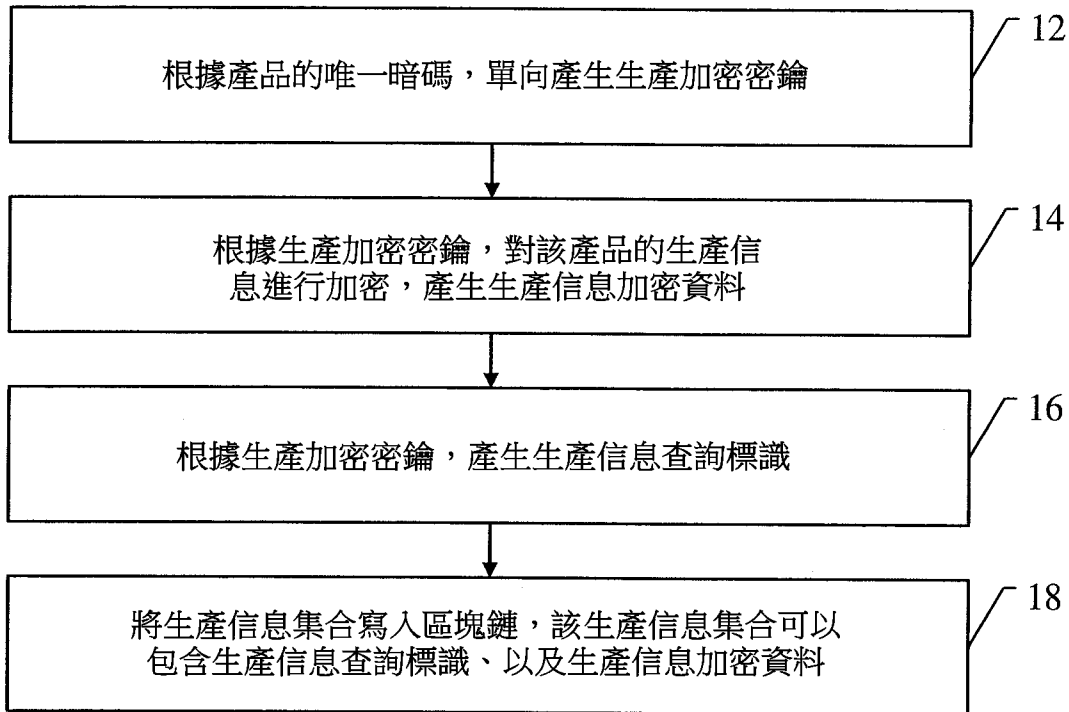 12
根據產品的唯一暗碼，單向產生生產加密密鑰
14
根據生產加密密鑰，對該產品的生產信
息進行加密，產生生產信息加密資料
16
根據生產加密密鑰，產生生產信息查詢標識
18
將生產信息集合寫入區塊鏈，該生產信息集合可以
包含生產信息查詢標識、以及生產信息加密資料